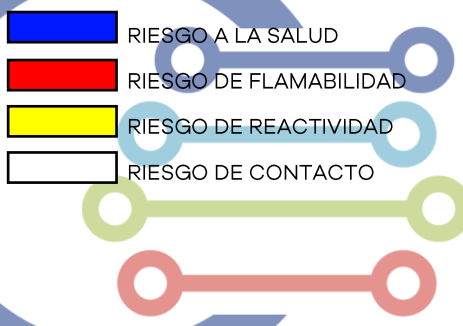 RIESGO A LA SALUD
RIESGO DE FLAMABILIDAD
RIESGO DE REACTIVIDAD
RIESGO DE CONTACTO